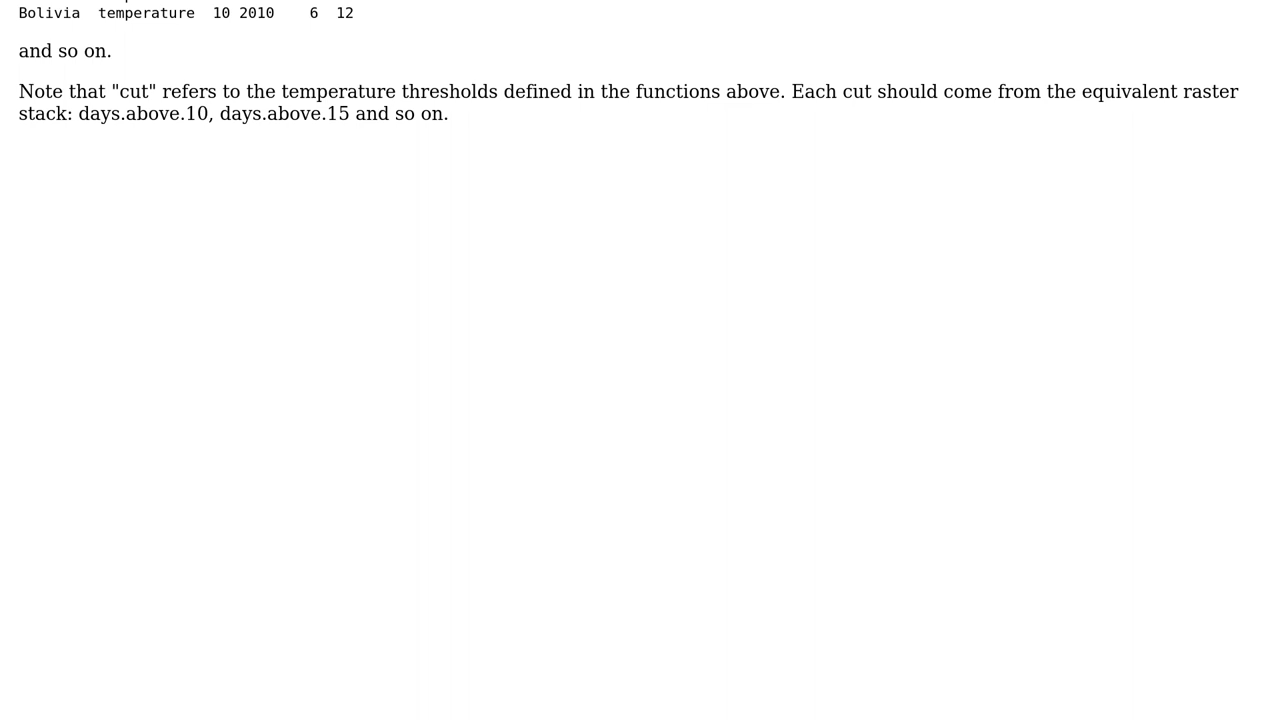 Bolivia  temperature  10 2010    6  12
and so on.
Note that "cut" refers to the temperature thresholds defined in the functions above. Each cut should come from the equivalent raster
stack: days.above.10, days.above.15 and so on.